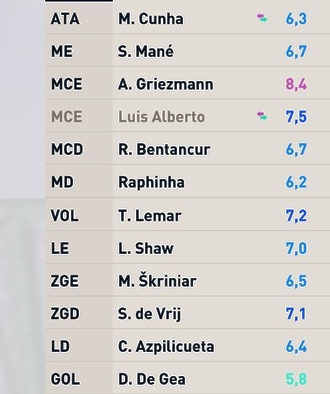 ATA M. Cunha 6,3
ME S. Mané 6,7
MCE A. Griezmann 8,4
MCE Luis Alberto 7,5
MCD R. Bentancur 6,7
MD Raphinha 6,2
VOL T. Lemar 7,2
LE L. Shaw 7,0
ZGE M. Škriniar 6,5
ZGD S. de Vrij 7,1
LD C. Azpilicueta 6,4
GOL D. De Gea 5,8